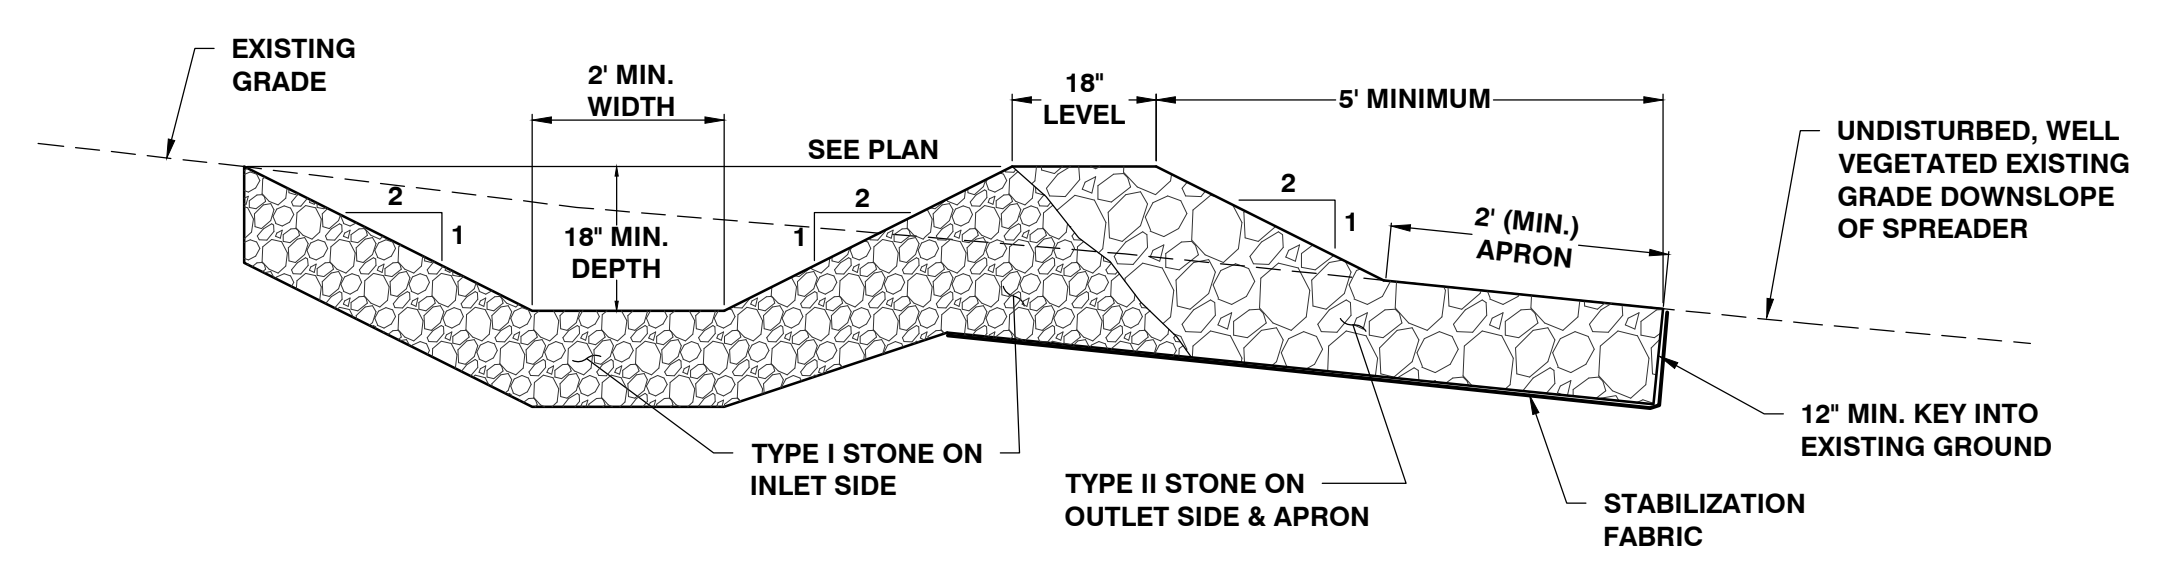 EXISTING
GRADE
2' MIN.
WIDTH
18"
LEVEL
5' MINIMUM
UNDISTURBED, WELL
VEGETATED EXISTING
GRADE DOWNSLOPE
OF SPREADER
SEE PLAN
2
1
18" MIN.
DEPTH
2
1
2
1
2' (MIN.)
APRON
12" MIN. KEY INTO
EXISTING GROUND
TYPE I STONE ON
INLET SIDE
TYPE II STONE ON
OUTLET SIDE & APRON
STABILIZATION
FABRIC